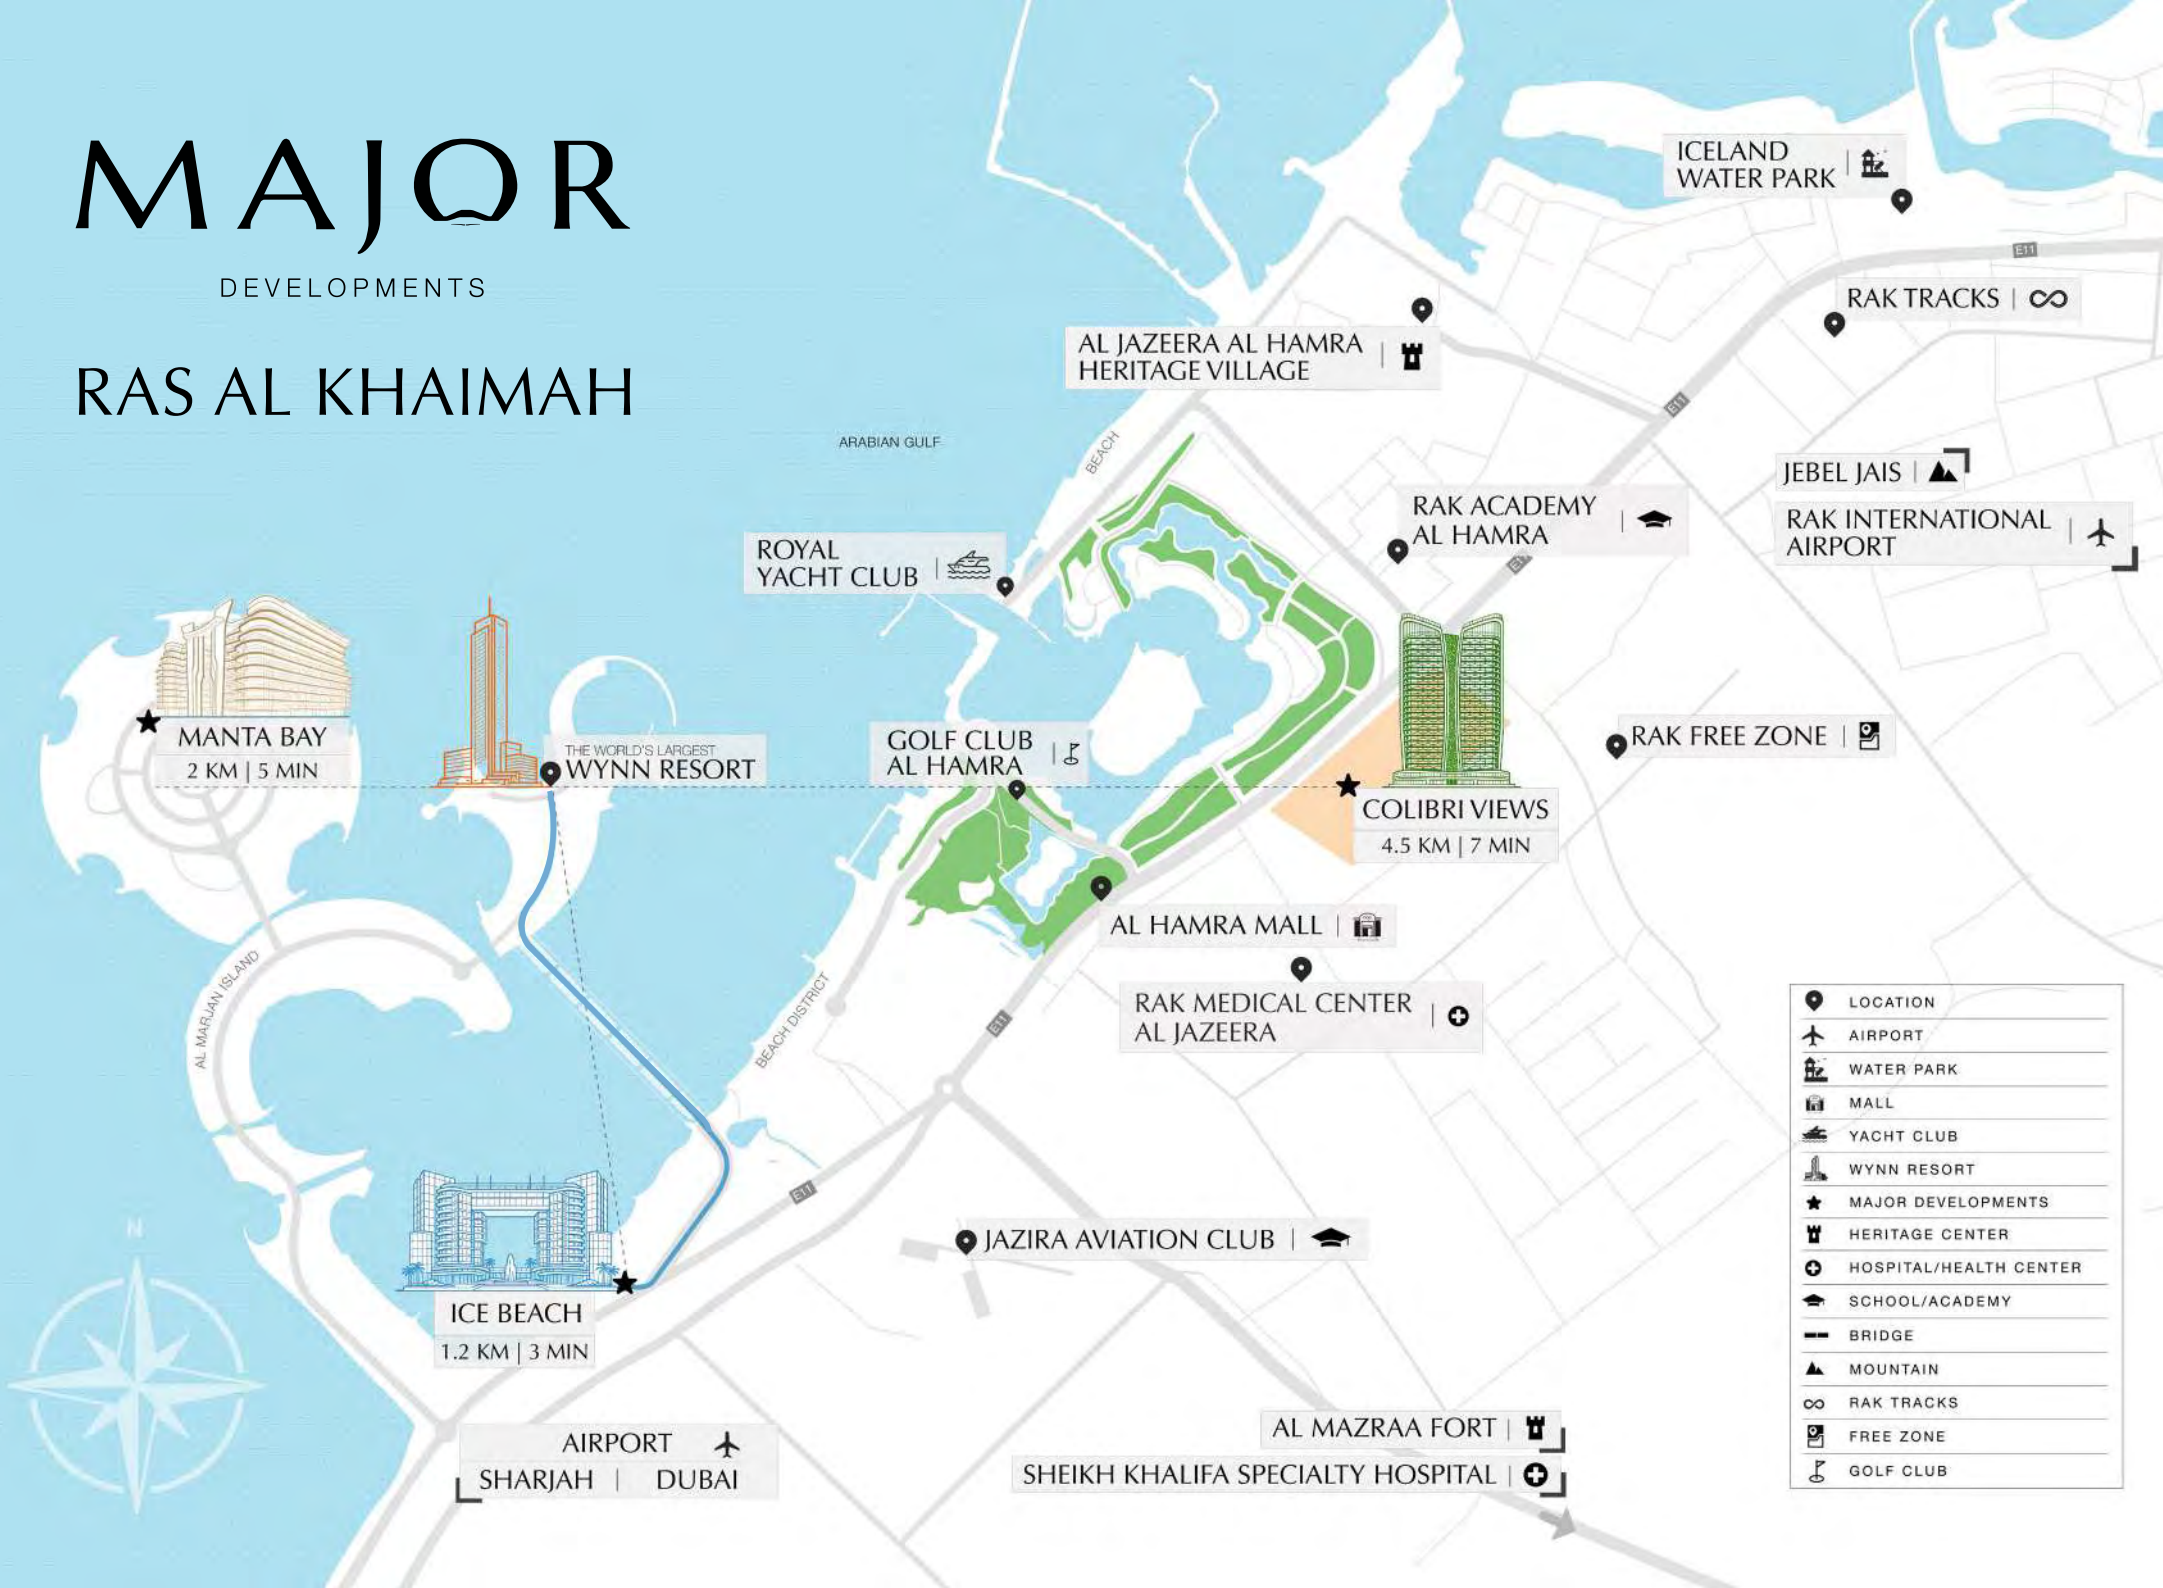 MAJOR
DEVELOPMENTS
RAS AL KHAIMAH
ICELAND
WATER PARK
E11
RAK TRACKS
AL JAZEERA AL HAMRA
HERITAGE VILLAGE
E11
ARABIAN GULF
BEACH
JEBEL JAIS
RAK ACADEMY
AL HAMRA
RAK INTERNATIONAL
AIRPORT
ROYAL
YACHT CLUB
MANTA BAY
2 KM | 5 MIN
THE WORLD'S LARGEST
WYNN RESORT
GOLF CLUB
AL HAMRA
RAK FREE ZONE
COLIBRI VIEWS
4.5 KM | 7 MIN
AL HAMRA MALL
AL MARJAN ISLAND
BEACH DISTRICT
RAK MEDICAL CENTER
AL JAZEERA
E11
E11
JAZIRA AVIATION CLUB
N
ICE BEACH
1.2 KM | 3 MIN
AIRPORT
SHARJAH | DUBAI
AL MAZRAA FORT
SHEIKH KHALIFA SPECIALTY HOSPITAL
LOCATION
AIRPORT
WATER PARK
MALL
YACHT CLUB
WYNN RESORT
MAJOR DEVELOPMENTS
HERITAGE CENTER
HOSPITAL/HEALTH CENTER
SCHOOL/ACADEMY
BRIDGE
MOUNTAIN
RAK TRACKS
FREE ZONE
GOLF CLUB